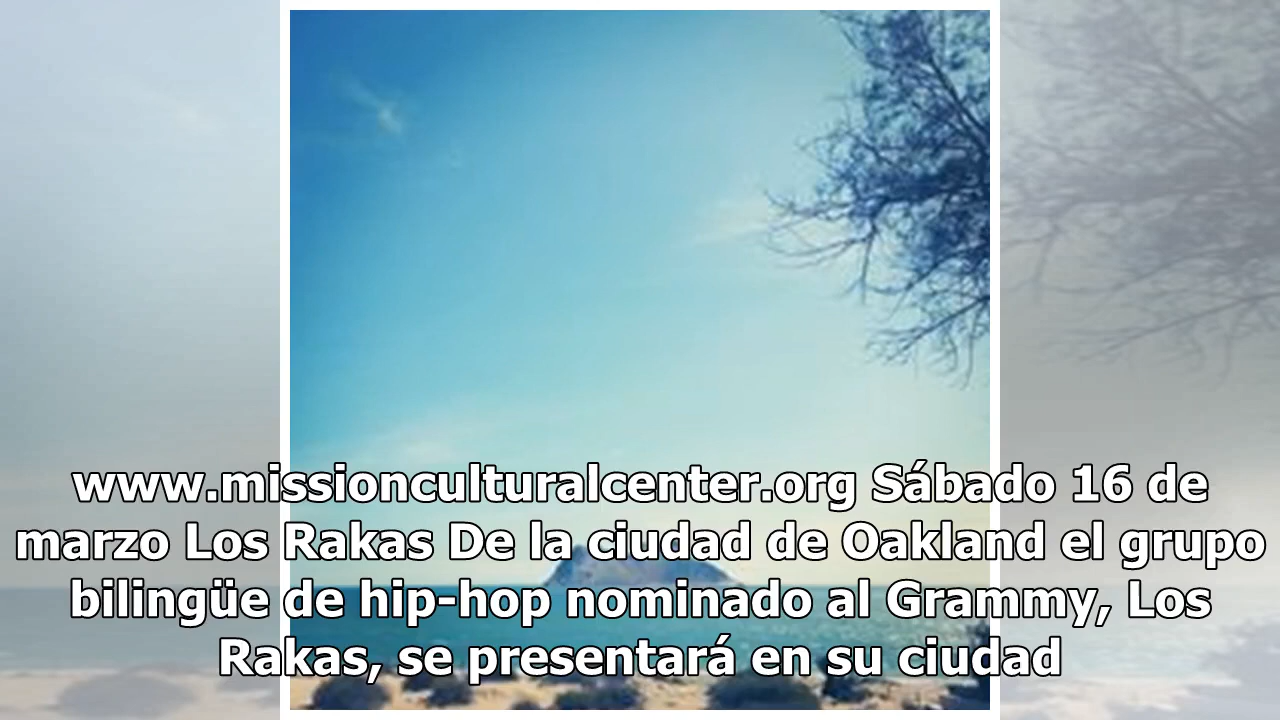 www.missionculturalcenter.org Sábado 16 de
marzo Los Rakas De la ciudad de Oakland el grupo
bilingüe de hip-hop nominado al Grammy, Los
Rakas, se presentará en su ciudad